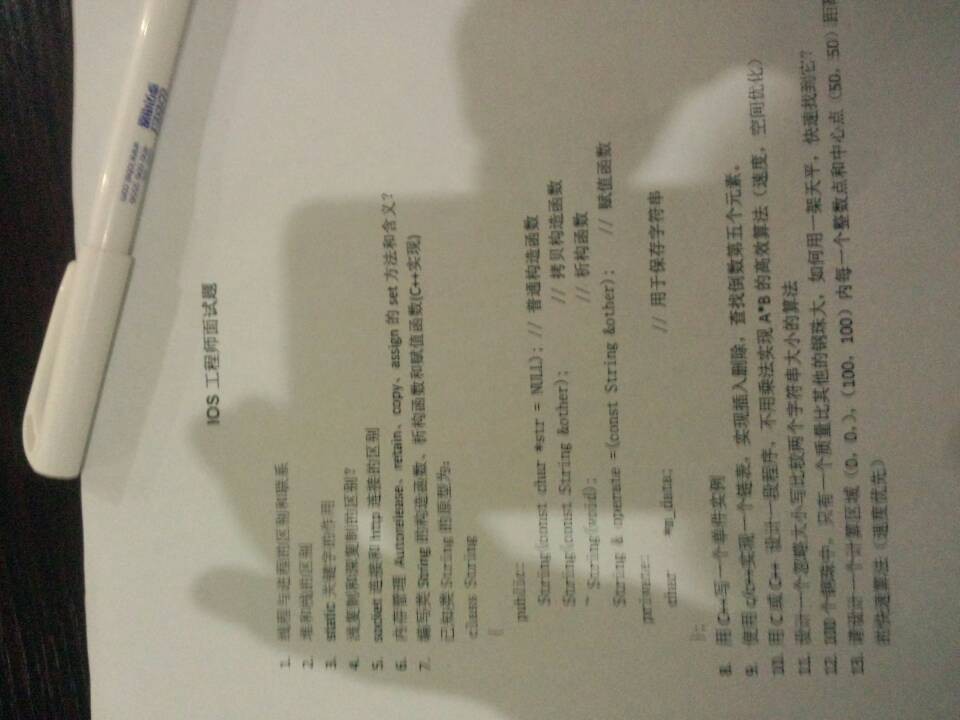 IOS 工程师面试题
1. 线程与进程的区别和联系
2. 堆和栈的区别
3. static 关键字的作用
4. 浅复制和深复制的区别?
5. socket 连接和 http 连接的区别
6. 内存管理 Autorelease、retain、copy、assign 的 set 方法和含义?
7. 编写类 String 的构造函数、析构函数和赋值函数(C++实现)
已知类 String 的原型为:
class String
{
public:
String(const char *str = NULL); // 普通构造函数
String(const String &other); // 拷贝构造函数
~ String(void); // 析构函数
String & operate =(const String &other); // 赋值函数
private:
char *m_data; // 用于保存字符串
};
8. 用 C++写一个单件实例
9. 使用 c/c++实现一个链表,实现插入删除,查找倒数第五个元素。
10. 用 C 或 C++ 设计一段程序,不用乘法实现 A*B 的高效算法(速度,空间优化)
11. 设计一个忽略大小写比较两个字符串大小的算法
12. 1000个钢珠中,只有一个质量比其他的钢珠大,如何用一架天平,快速找到它?
13. 请设计一个计算区域(0, 0,),(100, 100)内每一个整数点和中心点(50, 50)距
的快速算法(速度优先)